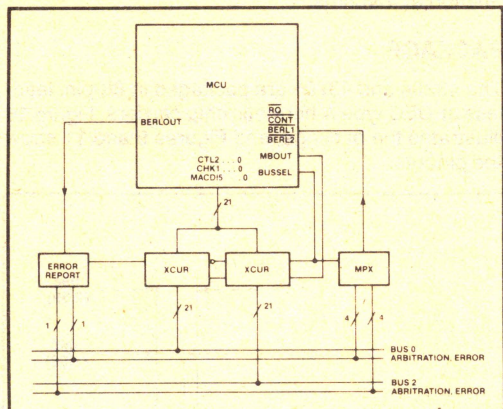 MCU
BERLOUT
RQ
CONT
BERL1
BERL2
MBOUT
BUSSEL
CTL2....0
CHK1....0
MACDI5....0
21
ERROR REPORT
XCUR
XCUR
MPX
1
1
21
21
4
4
BUS 0
ARBITRATION, ERROR
BUS 2
ABRITRATION, ERROR